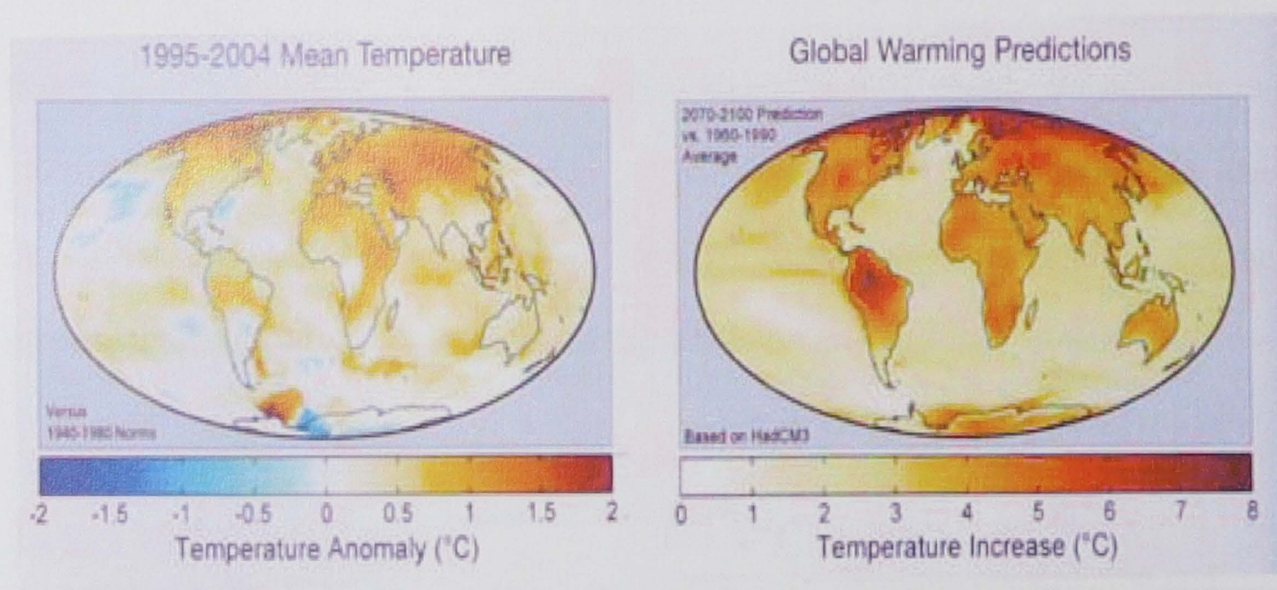 1995-2004 Mean Temperature
Versus
1940-1980 Norms
-2 -1.5 -1 -0.5 0 0.5 1 1.5 2
Temperature Anomaly (°C)
Global Warming Predictions
2070-2100 Prediction
vs. 1960-1990
Average
Based on HadCM3
0 1 2 3 4 5 6 7 8
Temperature Increase (°C)